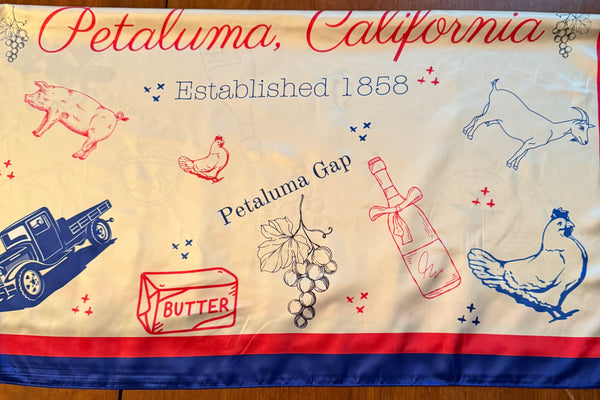 Petaluma, California
Established 1858
Petaluma Gap
BUTTER